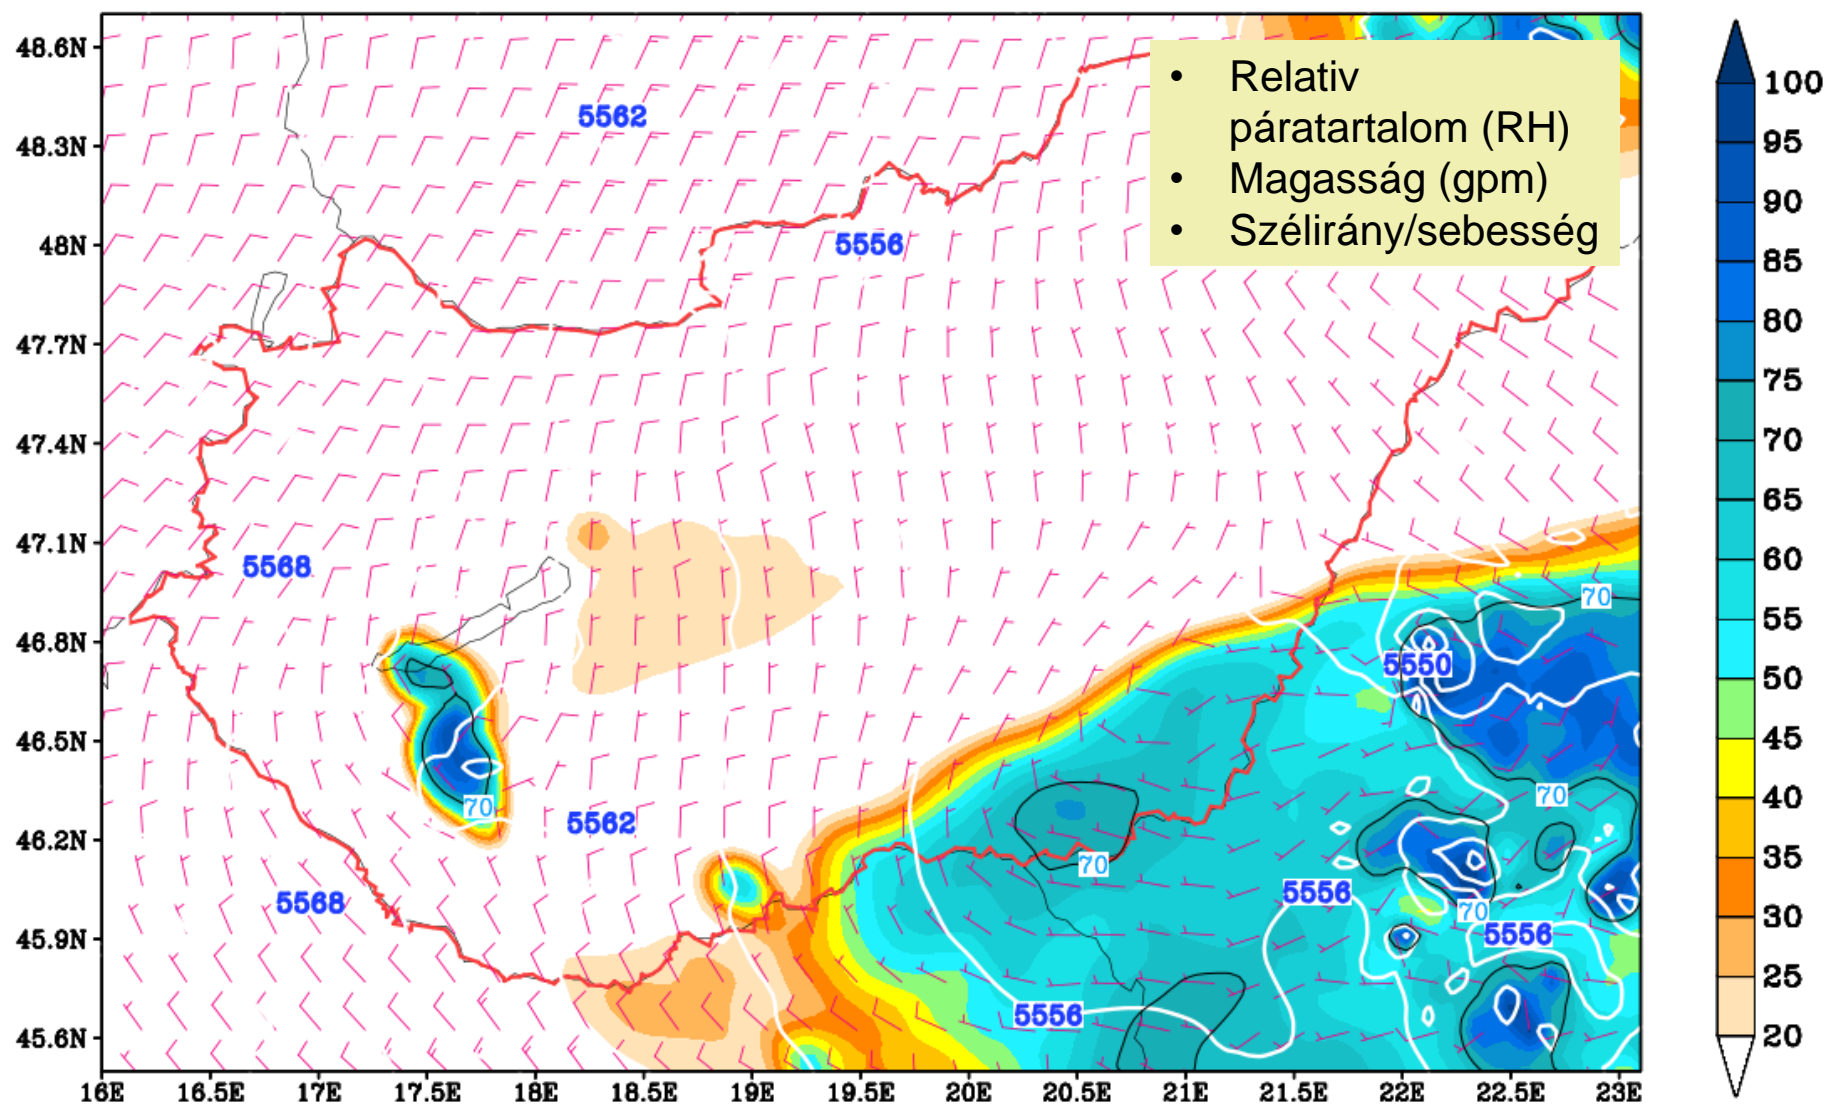 48.6N
48.3N
48N
47.7N
47.4N
47.1N
46.8N
46.5N
46.2N
45.9N
45.6N
16E 16.5E 17E 17.5E 18E 18.5E 19E 19.5E 20E 20.5E 21E 21.5E 22E 22.5E 23E
• Relativ
páratartalom (RH)
• Magasság (gpm)
• Szélirány/sebesség
5562
5556
5568
70
5550
70
70
5562
70
5556
5568
70
5556
5556
100
95
90
85
80
75
70
65
60
55
50
45
40
35
30
25
20